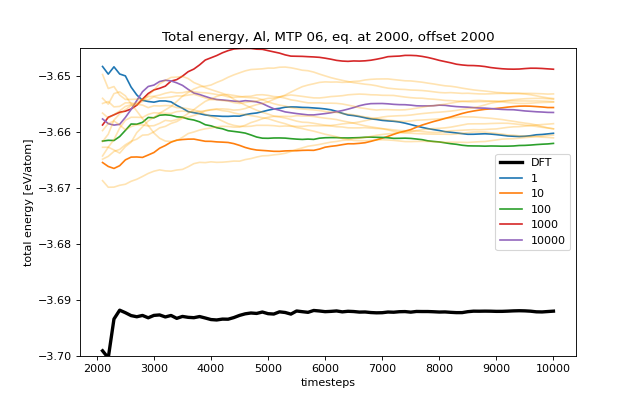 Total energy, Al, MTP 06, eq. at 2000, offset 2000
total energy [eV/atom]
−3.65
−3.66
−3.67
−3.68
−3.69
−3.70
DFT
1
10
100
1000
10000
2000 3000 4000 5000 6000 7000 8000 9000 10000
timesteps